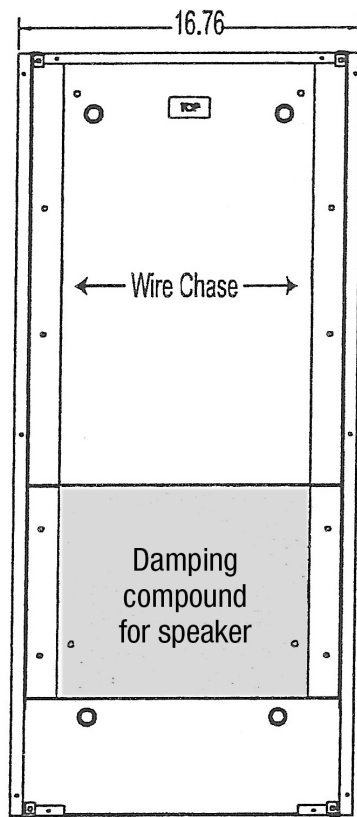 16.76
TOP
Wire Chase
Damping
compound
for speaker